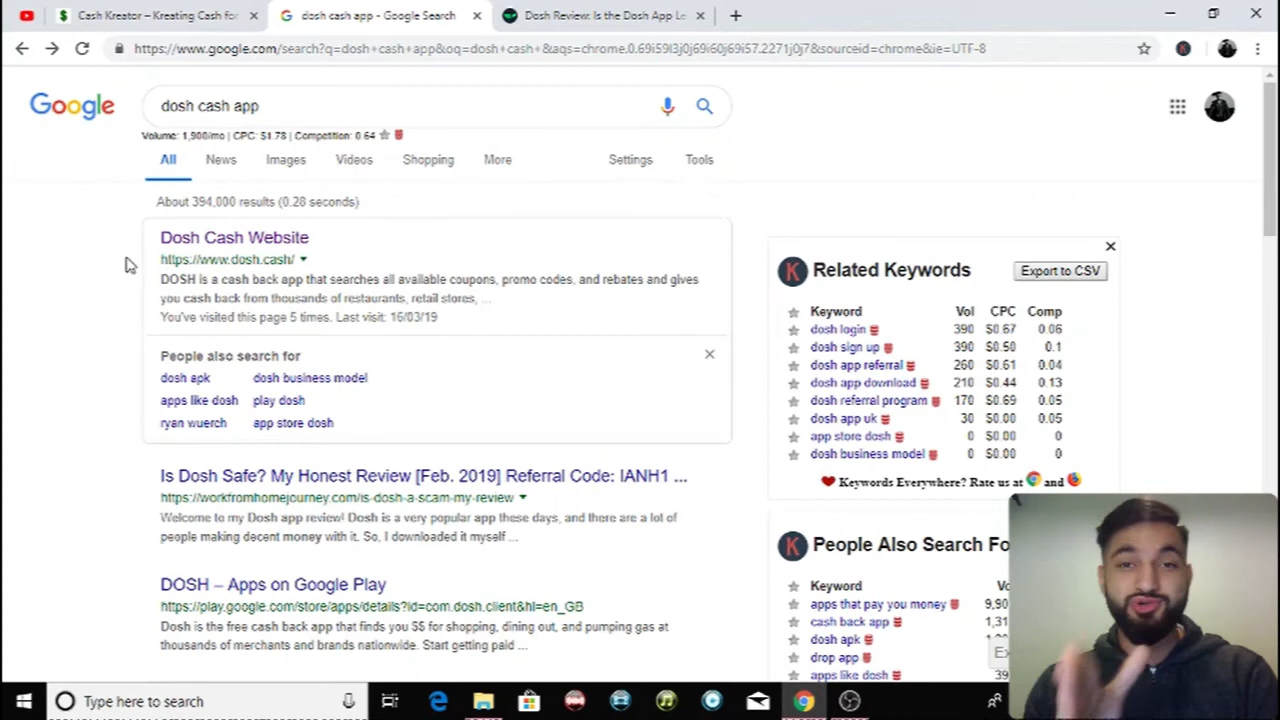 Cash Kreator – Kreating Cash for
dosh cash app - Google Search
Dosh Review: Is the Dosh App Le
https://www.google.com/search?q=dosh+cash+app&oq=dosh+cash+&aqs=chrome.0.69i59l3j0j69i60j69i57.2271j0j7&sourceid=chrome&ie=UTF-8
Google
dosh cash app
Volume: 1,900/mo | CPC: $1.78 | Competition: 0.64
All News Images Videos Shopping More Settings Tools
About 394,000 results (0.28 seconds)
Dosh Cash Website
https://www.dosh.cash/
DOSH is a cash back app that searches all available coupons, promo codes, and rebates and gives
you cash back from thousands of restaurants, retail stores, ...
You've visited this page 5 times. Last visit: 16/03/19
People also search for
dosh apk dosh business model
apps like dosh play dosh
ryan wuerch app store dosh
Is Dosh Safe? My Honest Review [Feb. 2019] Referral Code: IANH1 ...
https://workfromhomejourney.com/is-dosh-a-scam-my-review
Welcome to my Dosh app review! Dosh is a very popular app these days, and there are a lot of
people making decent money with it. So, I downloaded it myself ...
DOSH – Apps on Google Play
https://play.google.com/store/apps/details?id=com.dosh.client&hl=en_GB
Dosh is the free cash back app that finds you $$ for shopping, dining out, and pumping gas at
thousands of merchants and brands nationwide. Start getting paid ...
K Related Keywords Export to CSV
Keyword Vol CPC Comp
dosh login 390 $0.67 0.06
dosh sign up 390 $0.50 0.1
dosh app referral 260 $0.61 0.04
dosh app download 210 $0.44 0.13
dosh referral program 170 $0.69 0.05
dosh app uk 30 $0.00 0.05
app store dosh 0 $0.00 0
dosh business model 0 $0.00 0
Keywords Everywhere? Rate us at and
K People Also Search Fo
Keyword Vo
apps that pay you money 9,90
cash back app 1,31
dosh apk
drop app
apps like dosh 39
Ex
Type here to search